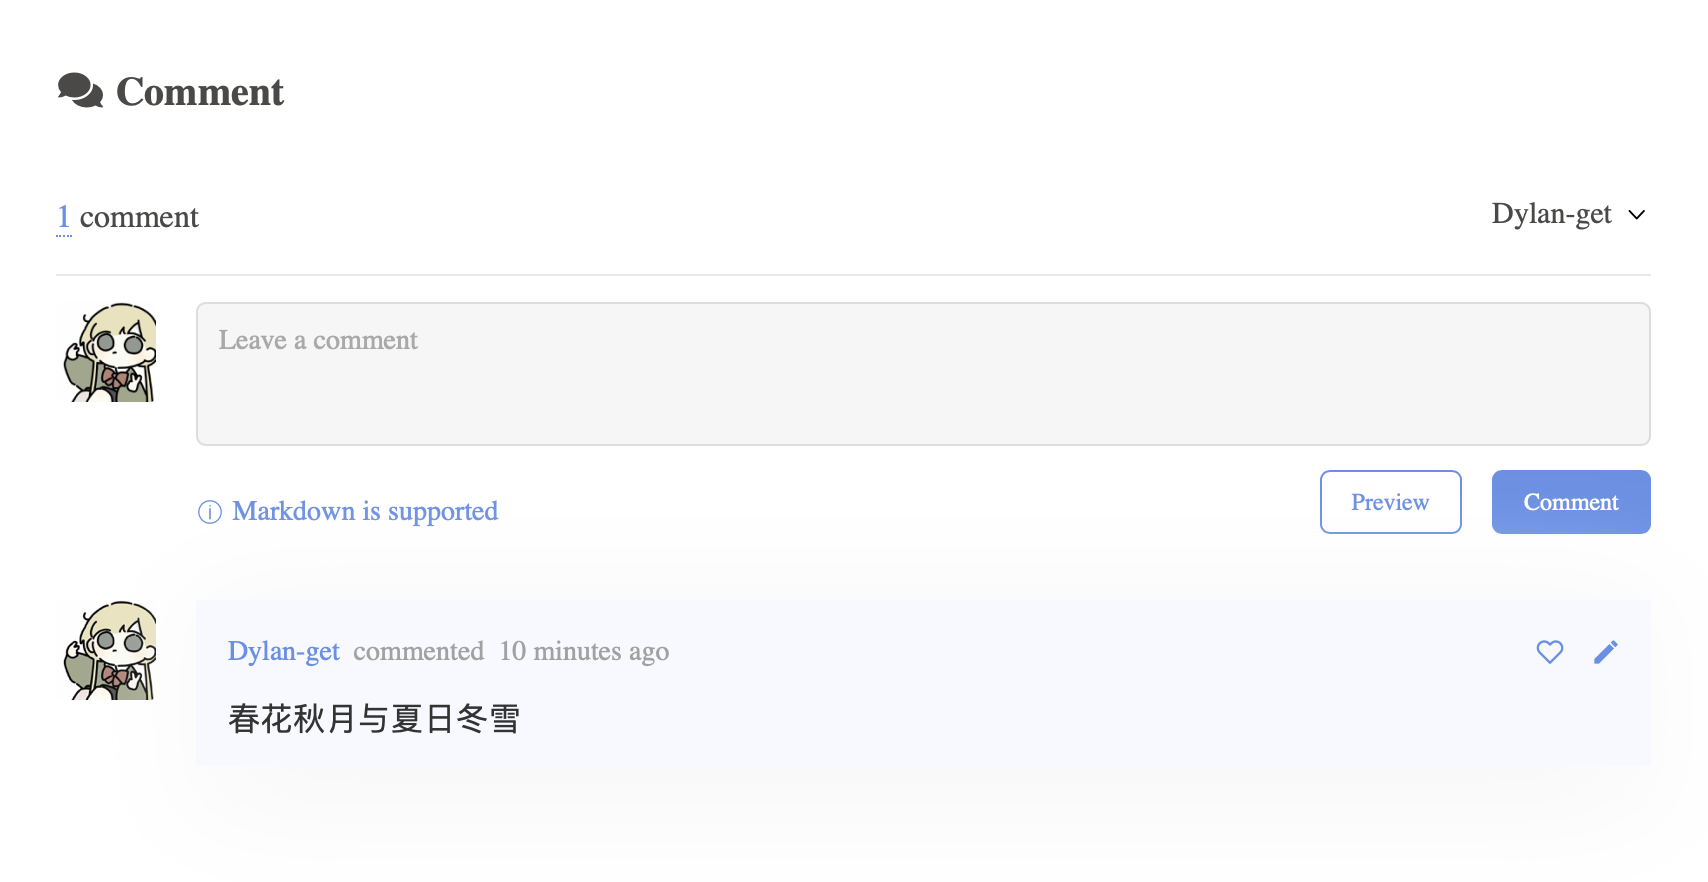 Comment
1 comment
Dylan-get
Leave a comment
Markdown is supported
Preview
Comment
Dylan-get commented 10 minutes ago
春花秋月与夏日冬雪